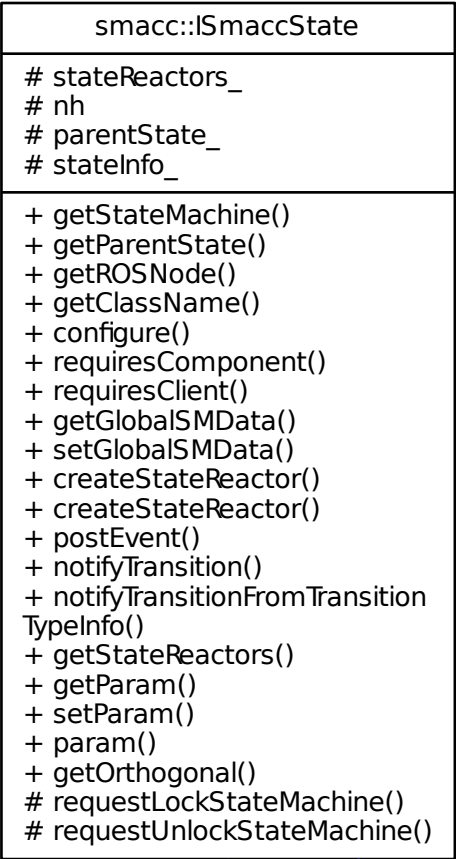 smacc::ISmaccState
# stateReactors_
# nh
# parentState_
# stateInfo_
+ getStateMachine()
+ getParentState()
+ getROSNode()
+ getClassName()
+ configure()
+ requiresComponent()
+ requiresClient()
+ getGlobalSMData()
+ setGlobalSMData()
+ createStateReactor()
+ createStateReactor()
+ postEvent()
+ notifyTransition()
+ notifyTransitionFromTransition
TypeInfo()
+ getStateReactors()
+ getParam()
+ setParam()
+ param()
+ getOrthogonal()
# requestLockStateMachine()
# requestUnlockStateMachine()